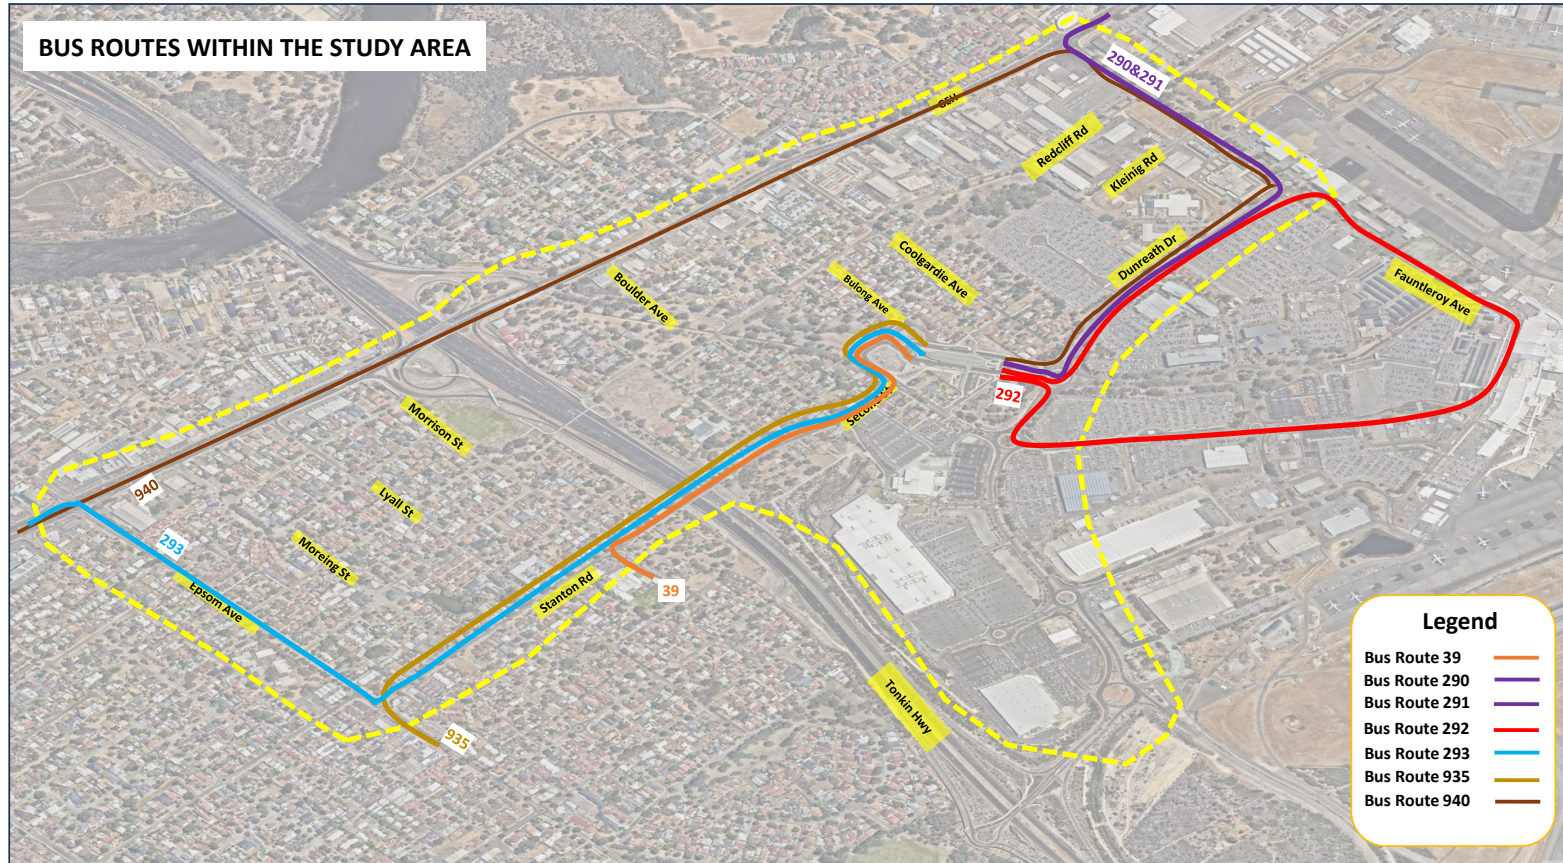 BUS ROUTES WITHIN THE STUDY AREA
290&291
GEH
Redcliff Rd
Kleinig Rd
Coolgardie Ave
Dunreath Dr
Boulder Ave
Bulong Ave
Fauntleroy Ave
292
Morrison St
940
Lyall St
293
Moreing St
Epsom Ave
Stanton Rd
39
Tonkin Hwy
935
Legend
Bus Route 39
Bus Route 290
Bus Route 291
Bus Route 292
Bus Route 293
Bus Route 935
Bus Route 940